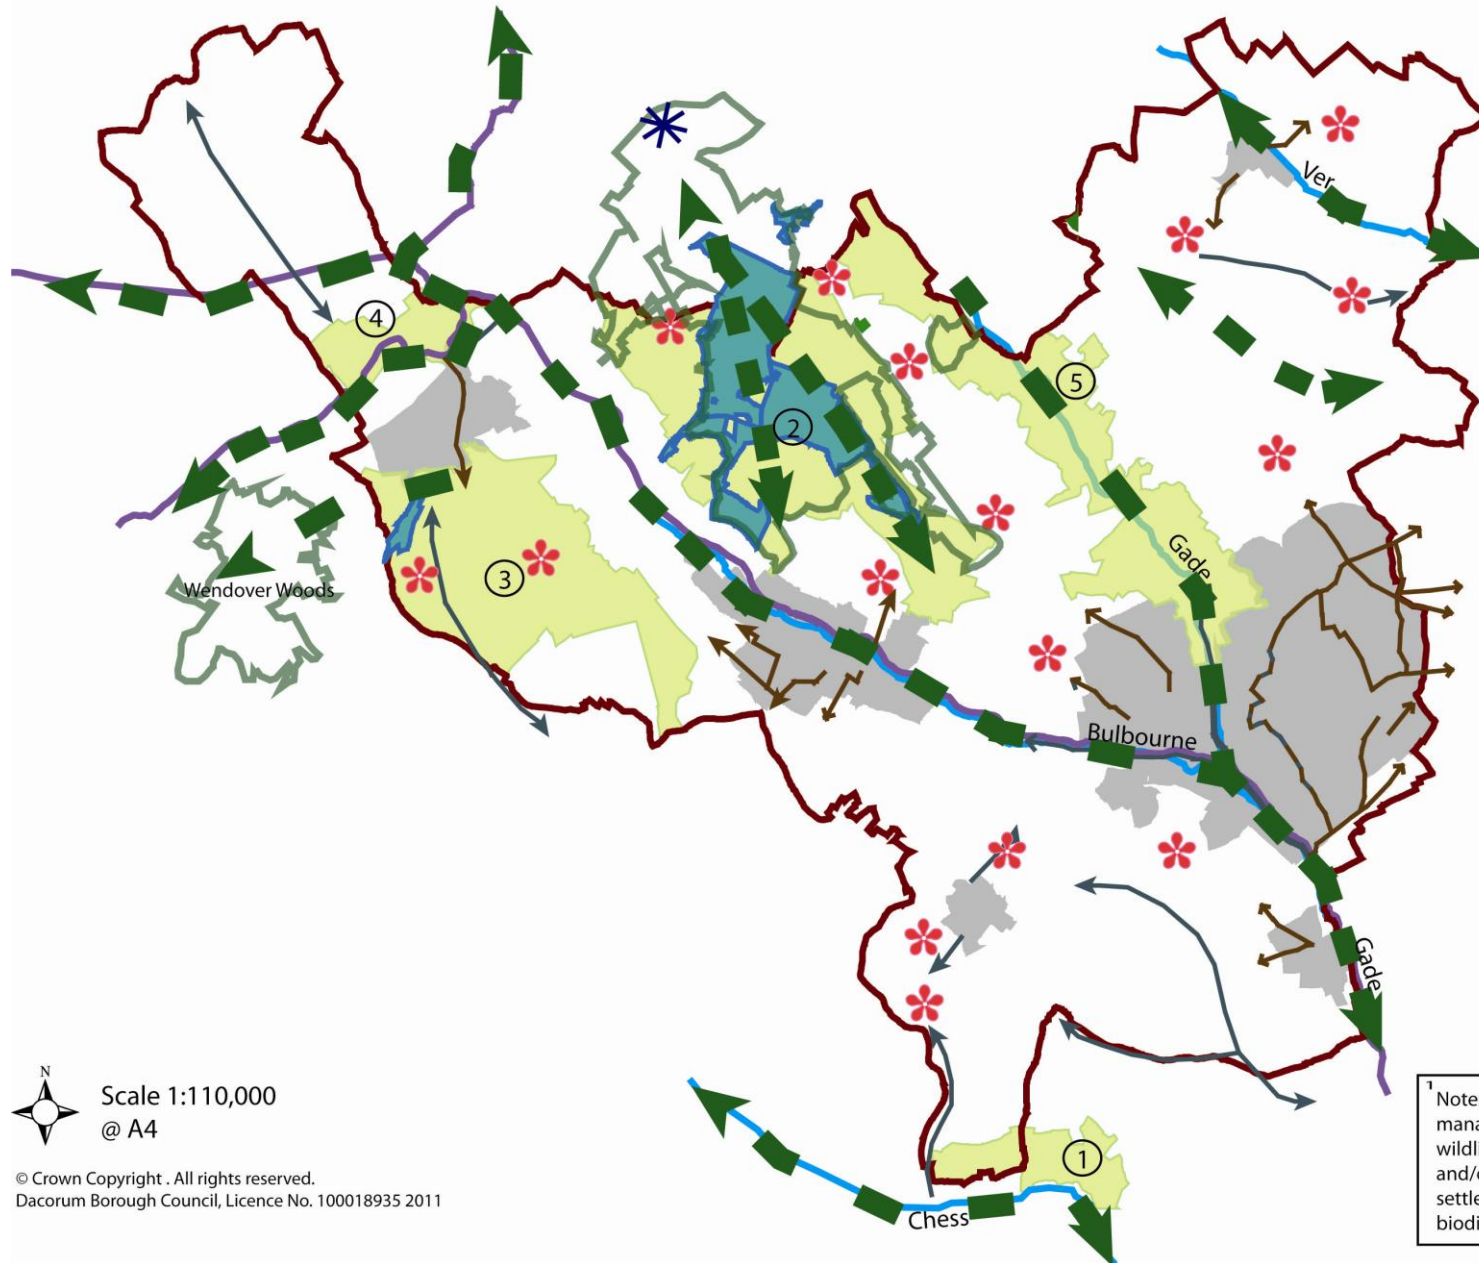 Ver
4
5
2
Gade
3
Wendover Woods
Bulbourne
Gade
N
Scale 1:110,000
@ A4
1
Chess
© Crown Copyright . All rights reserved.
Dacorum Borough Council, Licence No. 100018935 2011
1
Note